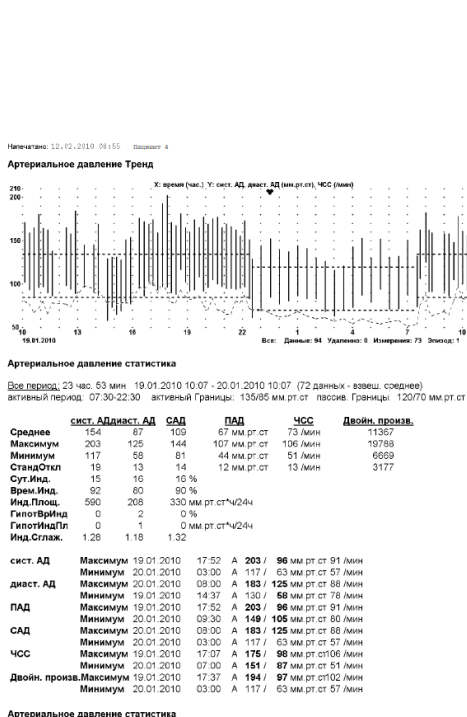 Напечатано: 12.02.2010 08:55 Пациент 4
Артериальное давление Тренд
X: время (час.) Y: сист. АД, диаст. АД (мм.рт.ст), ЧСС (/мин)
210
200
150
100
50
10 13 16 19 22 1 4 7 10
19.01.2010 Все: Данные: 94 Удаленно: 0 Измерения: 73 Эпизод: 1
Артериальное давление статистика
Все период: 23 час. 53 мин 19.01.2010 10:07 - 20.01.2010 10:07 (72 данных - взвеш. среднее)
активный период: 07:30-22:30 активный Границы: 135/85 мм.рт.ст пассив. Границы: 120/70 мм.рт.ст
сист. АД диаст. АД САД ПАД ЧСС Двойн. произв.
Среднее 154 87 109 67 мм.рт.ст 73 /мин 11367
Максимум 203 125 144 107 мм.рт.ст 106 /мин 19788
Минимум 117 58 81 44 мм.рт.ст 51 /мин 6669
СтандОткл 19 13 14 12 мм.рт.ст 13 /мин 3177
Сут.Инд. 15 16 16 %
Врем.Инд. 92 80 90 %
Инд.Площ. 590 208 330 мм.рт.ст*ч/24ч
ГипотВрИнд 0 2 0 %
ГипотИндПл 0 1 0 мм.рт.ст*ч/24ч
Инд.Сглаж. 1.28 1.18 1.32
сист. АД Максимум 19.01.2010 17:52 А 203 / 96 мм.рт.ст 91 /мин
Минимум 20.01.2010 03:00 А 117 / 63 мм.рт.ст 57 /мин
диаст. АД Максимум 20.01.2010 08:00 А 183 / 125 мм.рт.ст 88 /мин
Минимум 19.01.2010 14:37 А 130 / 58 мм.рт.ст 78 /мин
ПАД Максимум 19.01.2010 17:52 А 203 / 96 мм.рт.ст 91 /мин
Минимум 20.01.2010 09:30 А 149 / 105 мм.рт.ст 80 /мин
САД Максимум 20.01.2010 08:00 А 183 / 125 мм.рт.ст 88 /мин
Минимум 20.01.2010 03:00 А 117 / 63 мм.рт.ст 57 /мин
ЧСС Максимум 19.01.2010 17:07 А 175 / 98 мм.рт.ст106 /мин
Минимум 20.01.2010 07:00 А 151 / 87 мм.рт.ст 51 /мин
Двойн. произв.Максимум 19.01.2010 17:37 А 194 / 97 мм.рт.ст102 /мин
Минимум 20.01.2010 03:00 А 117 / 63 мм.рт.ст 57 /мин
Артериальное давление статистика